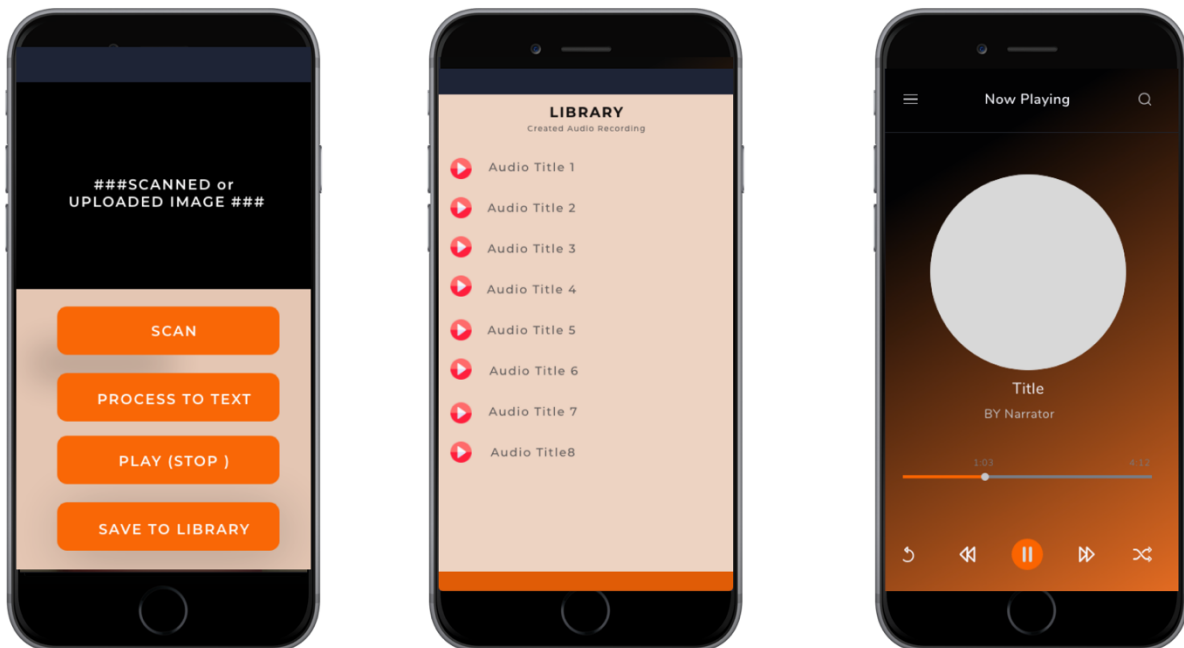 ###SCANNED or
UPLOADED IMAGE ###
SCAN
PROCESS TO TEXT
PLAY (STOP )
SAVE TO LIBRARY
LIBRARY
Created Audio Recording
Audio Title 1
Audio Title 2
Audio Title 3
Audio Title 4
Audio Title 5
Audio Title 6
Audio Title 7
Audio Title8
Now Playing
Title
BY Narrator
1:03 4:12